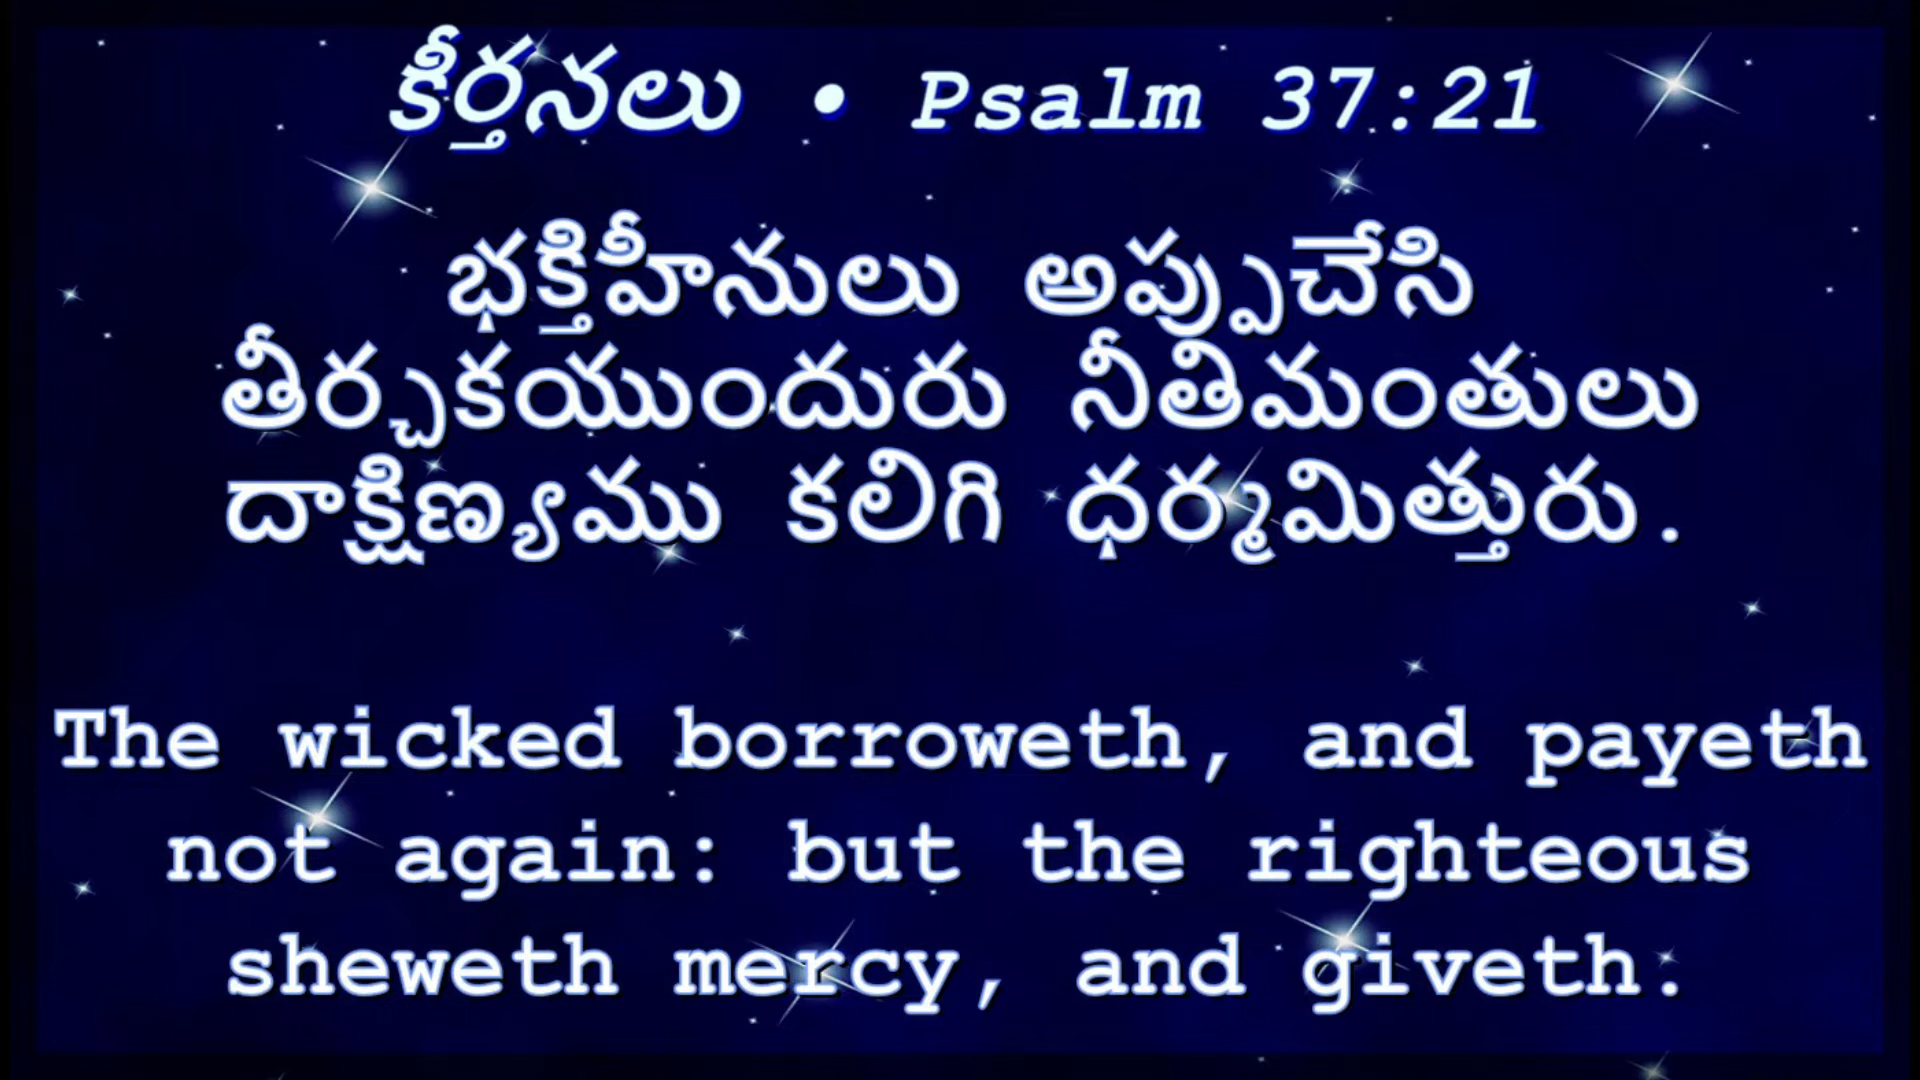 కీర్తనలు • Psalm 37:21
భక్తిహీనులు అప్పుచేసి
తీర్చకయుందురు నీతిమంతులు
దాక్షిణ్యము కలిగి ధర్మమిత్తురు.
The wicked borroweth, and payeth
not again: but the righteous
sheweth mercy, and giveth.